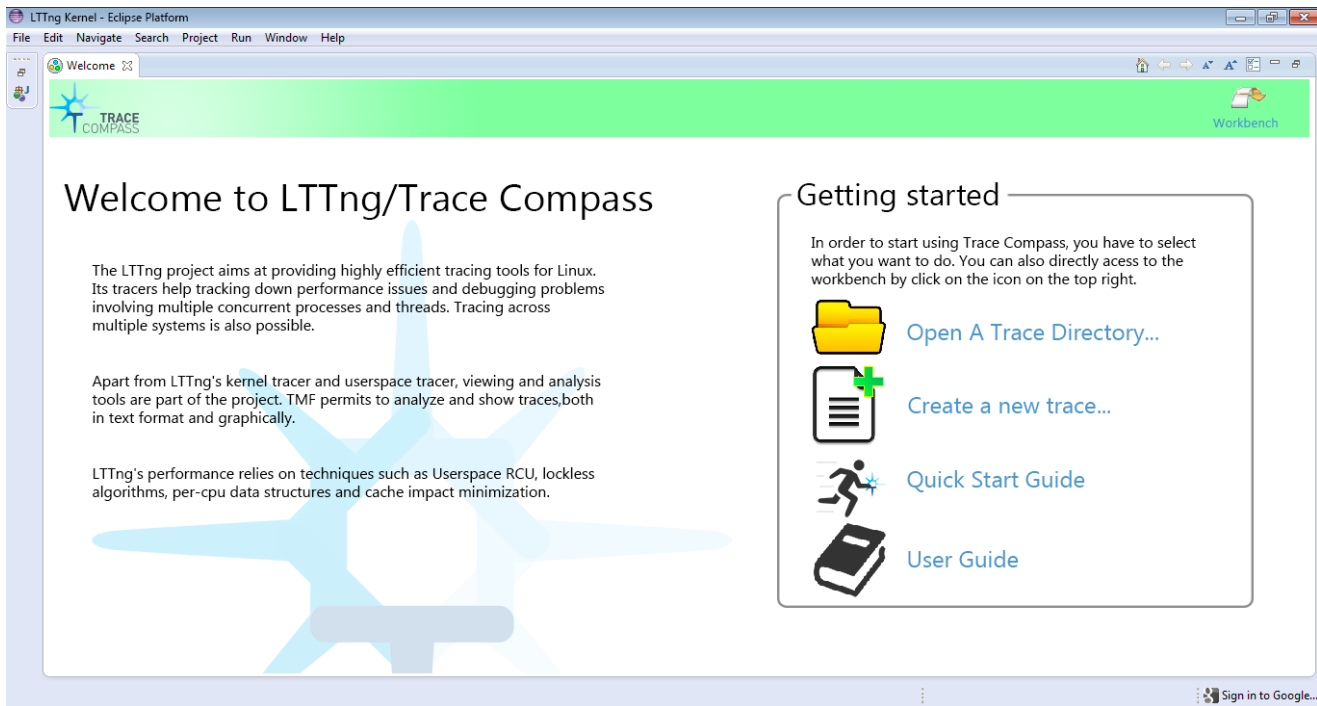 LTTng Kernel - Eclipse Platform
File Edit Navigate Search Project Run Window Help
Welcome
J
TRACE
COMPASS
Workbench
Welcome to LTTng/Trace Compass
The LTTng project aims at providing highly efficient tracing tools for Linux.
Its tracers help tracking down performance issues and debugging problems
involving multiple concurrent processes and threads. Tracing across
multiple systems is also possible.
Apart from LTTng's kernel tracer and userspace tracer, viewing and analysis
tools are part of the project. TMF permits to analyze and show traces,both
in text format and graphically.
LTTng's performance relies on techniques such as Userspace RCU, lockless
algorithms, per-cpu data structures and cache impact minimization.
Getting started
In order to start using Trace Compass, you have to select
what you want to do. You can also directly acess to the
workbench by click on the icon on the top right.
Open A Trace Directory...
Create a new trace...
Quick Start Guide
User Guide
Sign in to Google...